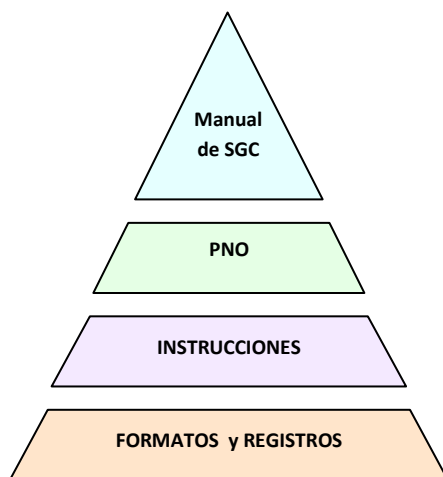 Manual
de SGC
PNO
INSTRUCCIONES
FORMATOS y REGISTROS